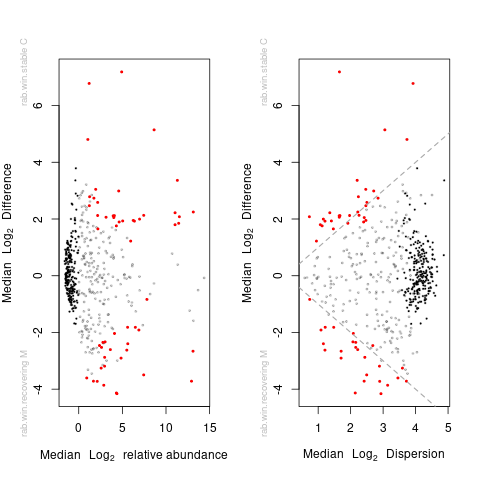 rab.win.stable C
rab.win.recovering M
Median Log2 Difference
-4 -2 0 2 4 6
0 5 10 15
Median Log2 relative abundance
rab.win.stable C
rab.win.recovering M
Median Log2 Difference
-4 -2 0 2 4 6
1 2 3 4 5
Median Log2 Dispersion